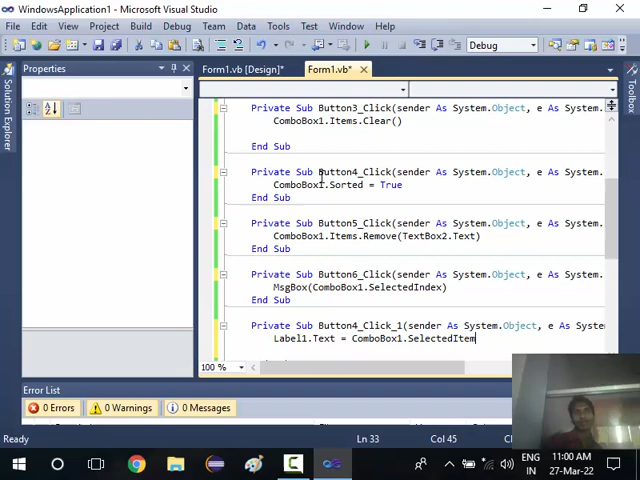 WindowsApplication1 - Microsoft Visual Studio
File Edit View Project Build Debug Team Data Tools Test Window Help
Debug
Solution Explorer
Properties
Form1.vb [Design]* Form1.vb*
Toolbox
Private Sub Button3_Click(sender As System.Object, e As System.
ComboBox1.Items.Clear()
End Sub
Private Sub Button4_Click(sender As System.Object, e As System.
ComboBox1.Sorted = True
End Sub
Private Sub Button5_Click(sender As System.Object, e As System.
ComboBox1.Items.Remove(TextBox2.Text)
End Sub
Private Sub Button6_Click(sender As System.Object, e As System.
MsgBox(ComboBox1.SelectedIndex)
End Sub
Private Sub Button4_Click_1(sender As System.Object, e As Syste
Label1.Text = ComboBox1.SelectedItem
100 %
Error List
0 Errors 0 Warnings 0 Messages
Ready Ln 33 Col 45
ENG 11:00 AM
IN 27-Mar-22